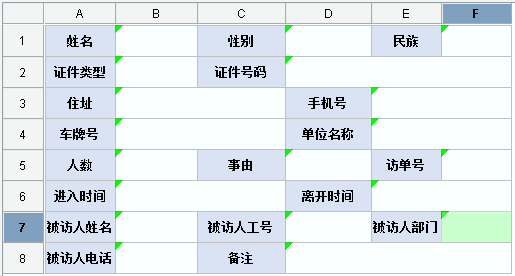 A B C D E F
1 姓名 性别 民族
2 证件类型 证件号码
3 住址 手机号
4 车牌号 单位名称
5 人数 事由 访单号
6 进入时间 离开时间
7 被访人姓名 被访人工号 被访人部门
8 被访人电话 备注